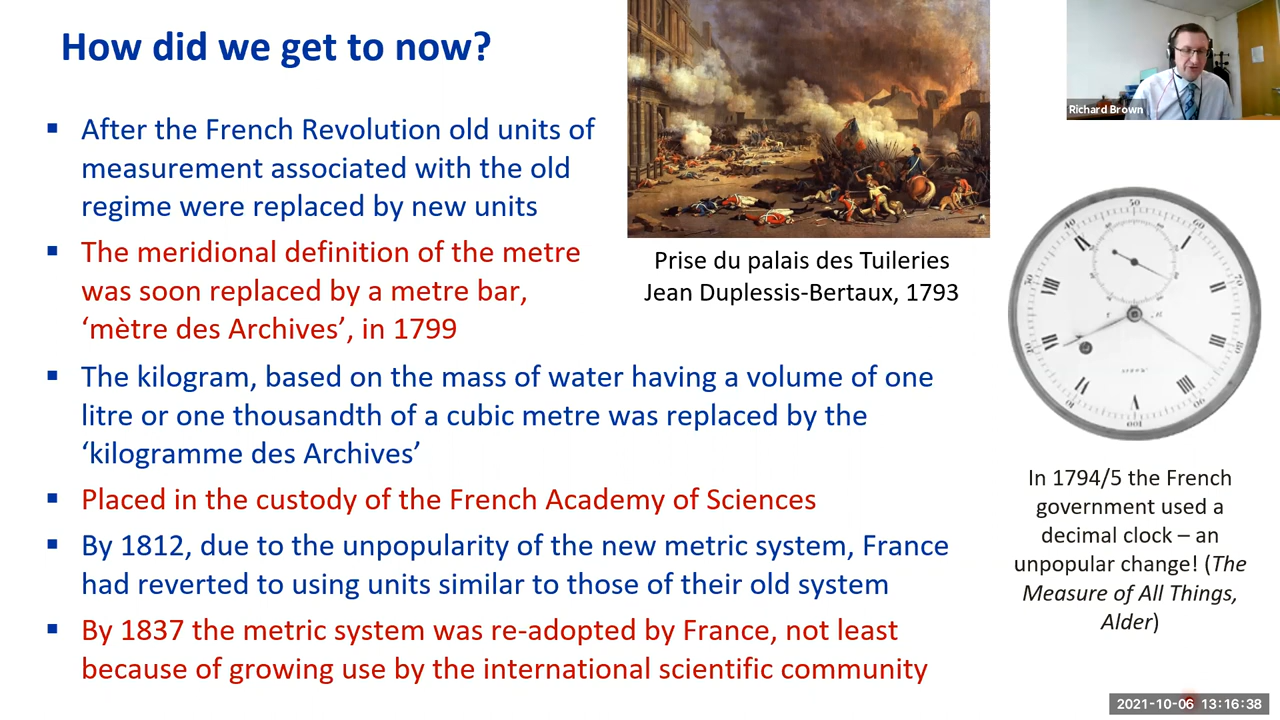 How did we get to now?
▪ After the French Revolution old units of
measurement associated with the old
regime were replaced by new units
▪ The meridional definition of the metre
was soon replaced by a metre bar,
‘mètre des Archives’, in 1799
▪ The kilogram, based on the mass of water having a volume of one
litre or one thousandth of a cubic metre was replaced by the
‘kilogramme des Archives’
▪ Placed in the custody of the French Academy of Sciences
▪ By 1812, due to the unpopularity of the new metric system, France
had reverted to using units similar to those of their old system
▪ By 1837 the metric system was re-adopted by France, not least
because of growing use by the international scientific community
Prise du palais des Tuileries
Jean Duplessis-Bertaux, 1793
Richard Brown
50
40
60
V
100
In 1794/5 the French
government used a
decimal clock – an
unpopular change! (The
Measure of All Things,
Alder)
2021-10-06 13:16:38